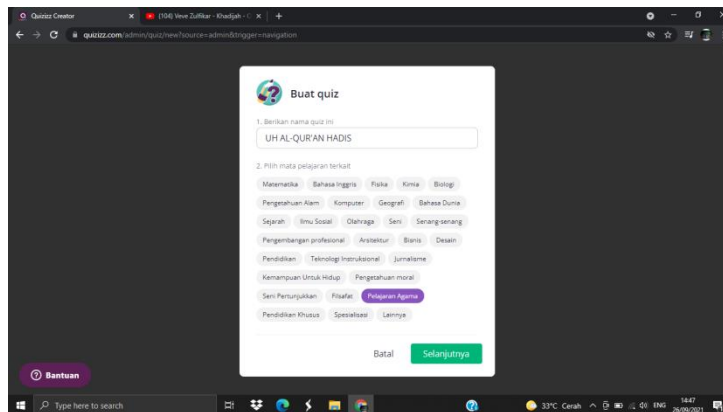 Quizizz Creator
(104) Veve Zulfikar - Khadijah -
quizizz.com/admin/quiz/new?source=admin&trigger=navigation
Buat quiz
1. Berikan nama quiz ini
UH AL-QUR'AN HADIS
2. Pilih mata pelajaran terkait
Matematika Bahasa Inggris Fisika Kimia Biologi
Pengetahuan Alam Komputer Geografi Bahasa Dunia
Sejarah Ilmu Sosial Olahraga Seni Senang-senang
Pengembangan profesional Arsitektur Bisnis Desain
Pendidikan Teknologi Instruksional Jurnalisme
Kemampuan Untuk Hidup Pengetahuan moral
Seni Pertunjukkan Filsafat Pelajaran Agama
Pendidikan Khusus Spesialisasi Lainnya
Batal Selanjutnya
Bantuan
Type here to search
33°C Cerah ENG
14:47
26/09/2021